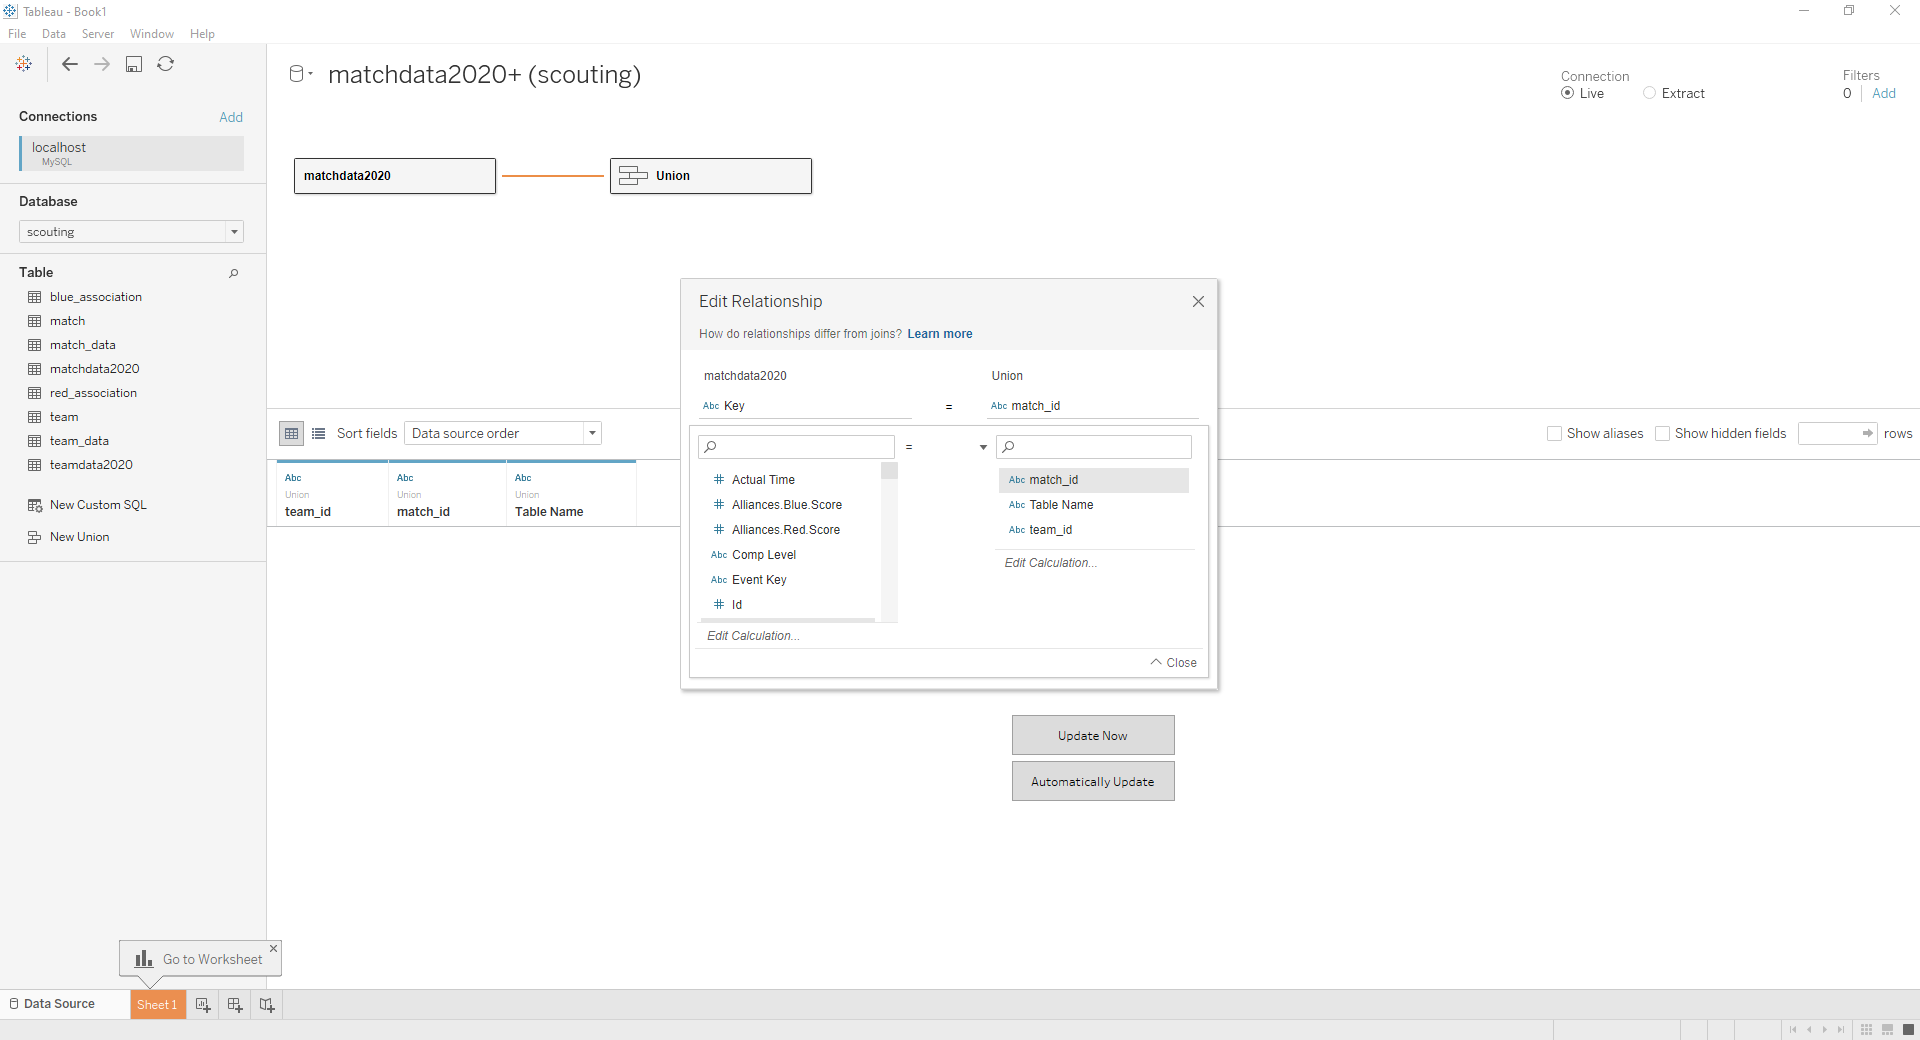 Tableau - Book1
File Data Server Window Help
matchdata2020+ (scouting)
Connection
Live Extract
Filters
0 Add
Connections Add
localhost
MySQL
Database
scouting
Table
blue_association
match
match_data
matchdata2020
red_association
team
team_data
teamdata2020
New Custom SQL
New Union
matchdata2020 Union
Sort fields Data source order
Show aliases Show hidden fields rows
Abc Abc Abc
Union Union Union
team_id match_id Table Name
Edit Relationship
How do relationships differ from joins? Learn more
matchdata2020 Union
Abc Key = Abc match_id
=
# Actual Time
# Alliances.Blue.Score
# Alliances.Red.Score
Abc Comp Level
Abc Event Key
# Id
Edit Calculation...
Abc match_id
Abc Table Name
Abc team_id
Edit Calculation...
Close
Update Now
Automatically Update
Go to Worksheet
Data Source Sheet 1